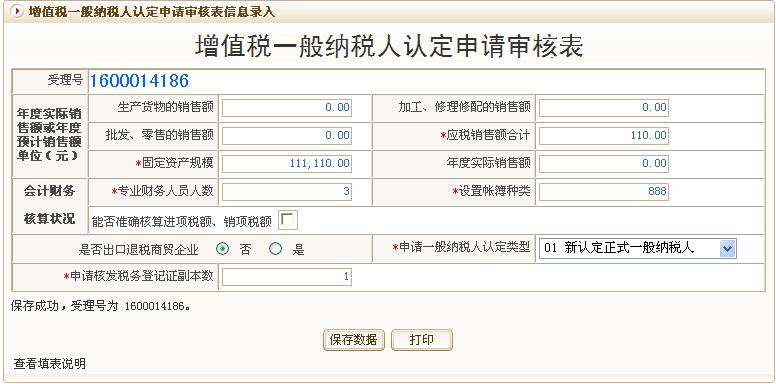 增值税一般纳税人认定申请审核表信息录入
增值税一般纳税人认定申请审核表
受理号 1600014186
年度实际销售额或年度预计销售额单位（元）
生产货物的销售额 0.00 加工、修理修配的销售额 0.00
批发、零售的销售额 0.00 *应税销售额合计 110.00
*固定资产规模 111,110.00 年度实际销售额 0.00
会计财务核算状况
*专业财务人员人数 3 *设置帐簿种类 888
能否准确核算进项税额、销项税额
是否出口退税商贸企业 否 是 *申请一般纳税人认定类型 01 新认定正式一般纳税人
*申请核发税务登记证副本数 1
保存成功，受理号为 1600014186。
保存数据 打印
查看填表说明